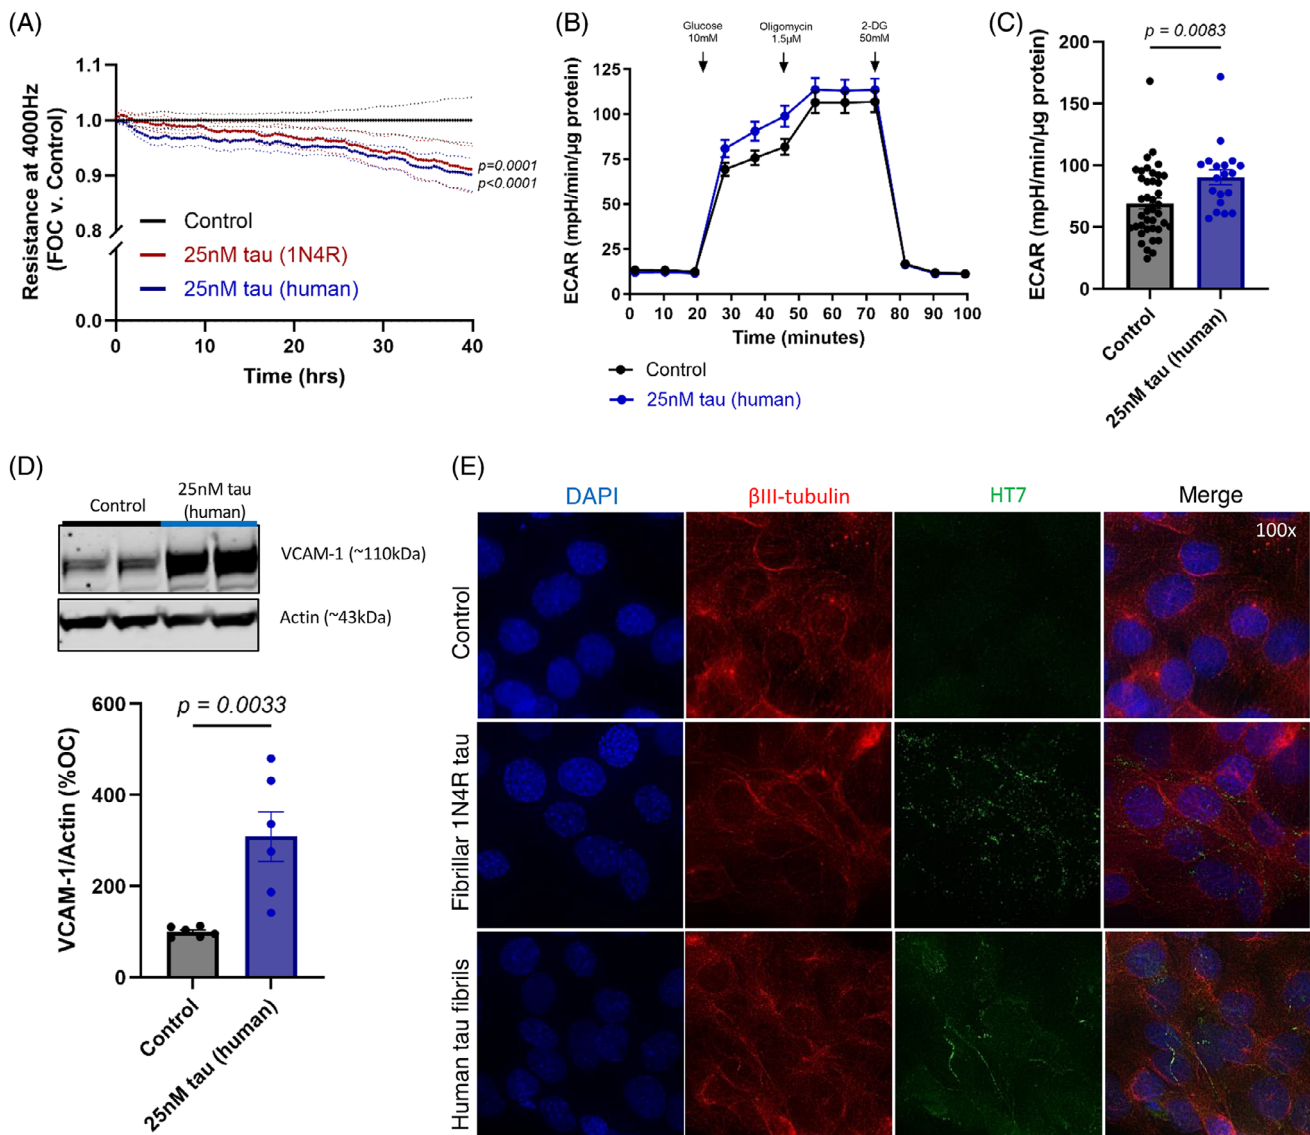 (A)
1.1
1.0
0.9
0.8
0.0
Resistance at 4000Hz
(FOC v. Control)
p=0.0001
p<0.0001
Control
25nM tau (1N4R)
25nM tau (human)
0
10
20
30
40
Time (hrs)
(B)
Glucose
10mM
Oligomycin
1.5μM
2-DG
50mM
ECAR (mpH/min/μg protein)
125
100
75
50
25
0
0
10
20
30
40
50
60
70
80
90
100
Time (minutes)
Control
25nM tau (human)
(C)
p = 0.0083
ECAR (mpH/min/μg protein)
200
150
100
50
0
Control
25nM tau (human)
(D)
Control
25nM tau
(human)
VCAM-1 (~110kDa)
Actin (~43kDa)
p = 0.0033
VCAM-1/Actin (%OC)
600
400
200
0
Control
25nM tau (human)
(E)
DAPI
βIII-tubulin
HT7
Merge
100x
Control
Fibrillar 1N4R tau
Human tau fibrils